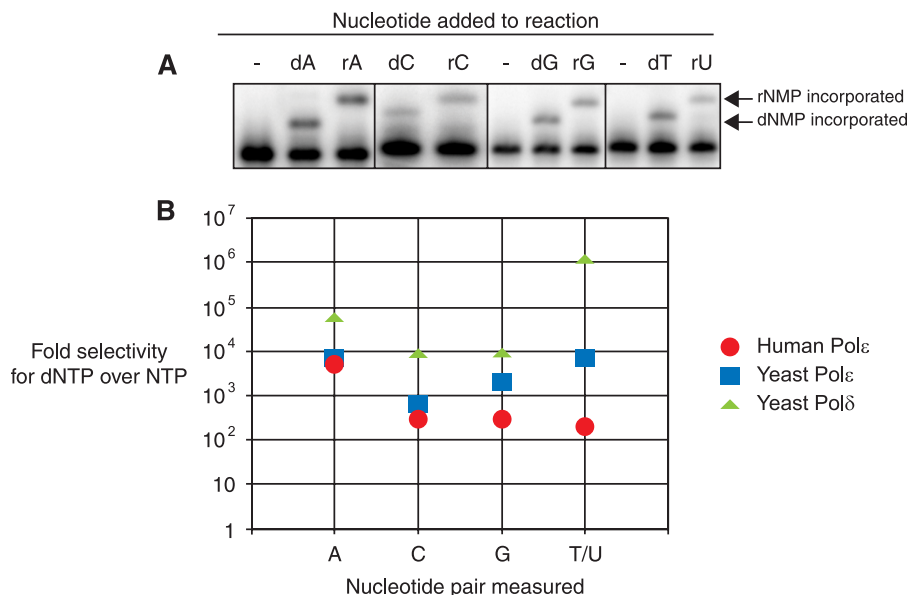 Nucleotide added to reaction
A
- dA rA dC rC - dG rG - dT rU
rNMP incorporated
dNMP incorporated
B
10⁷
10⁶
10⁵
10⁴
10³
10²
10
1
Fold selectivity
for dNTP over NTP
Human Polε
Yeast Polε
Yeast Polδ
A C G T/U
Nucleotide pair measured